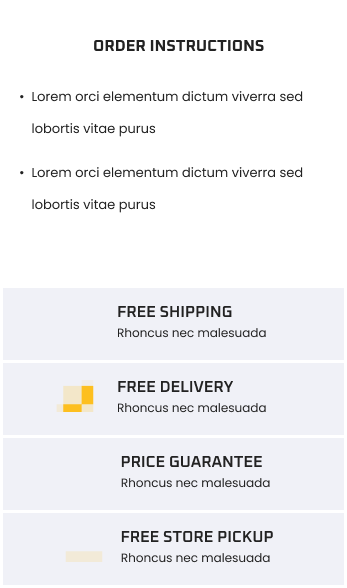 ORDER INSTRUCTIONS
• Lorem orci elementum dictum viverra sed
lobortis vitae purus
• Lorem orci elementum dictum viverra sed
lobortis vitae purus
FREE SHIPPING
Rhoncus nec malesuada
FREE DELIVERY
Rhoncus nec malesuada
PRICE GUARANTEE
Rhoncus nec malesuada
FREE STORE PICKUP
Rhoncus nec malesuada